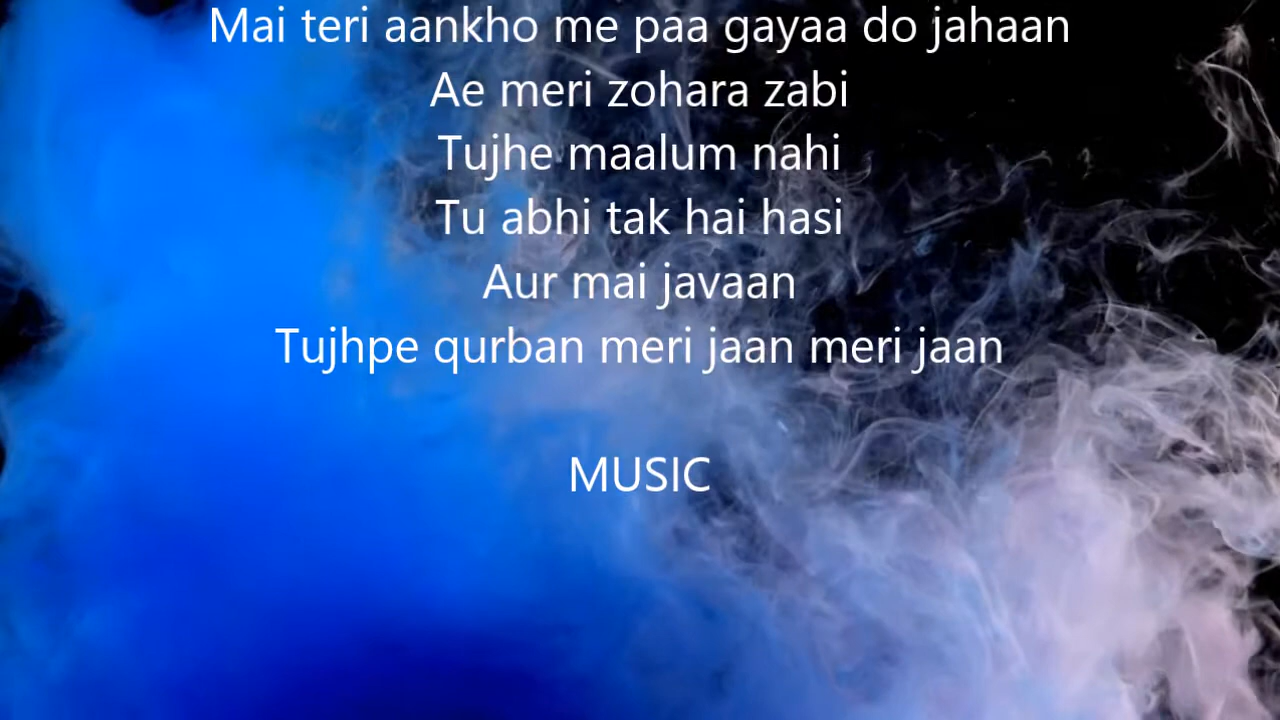 Mai teri aankho me paa gayaa do jahaan
Ae meri zohara zabi
Tujhe maalum nahi
Tu abhi tak hai hasi
Aur mai javaan
Tujhpe qurban meri jaan meri jaan
MUSIC